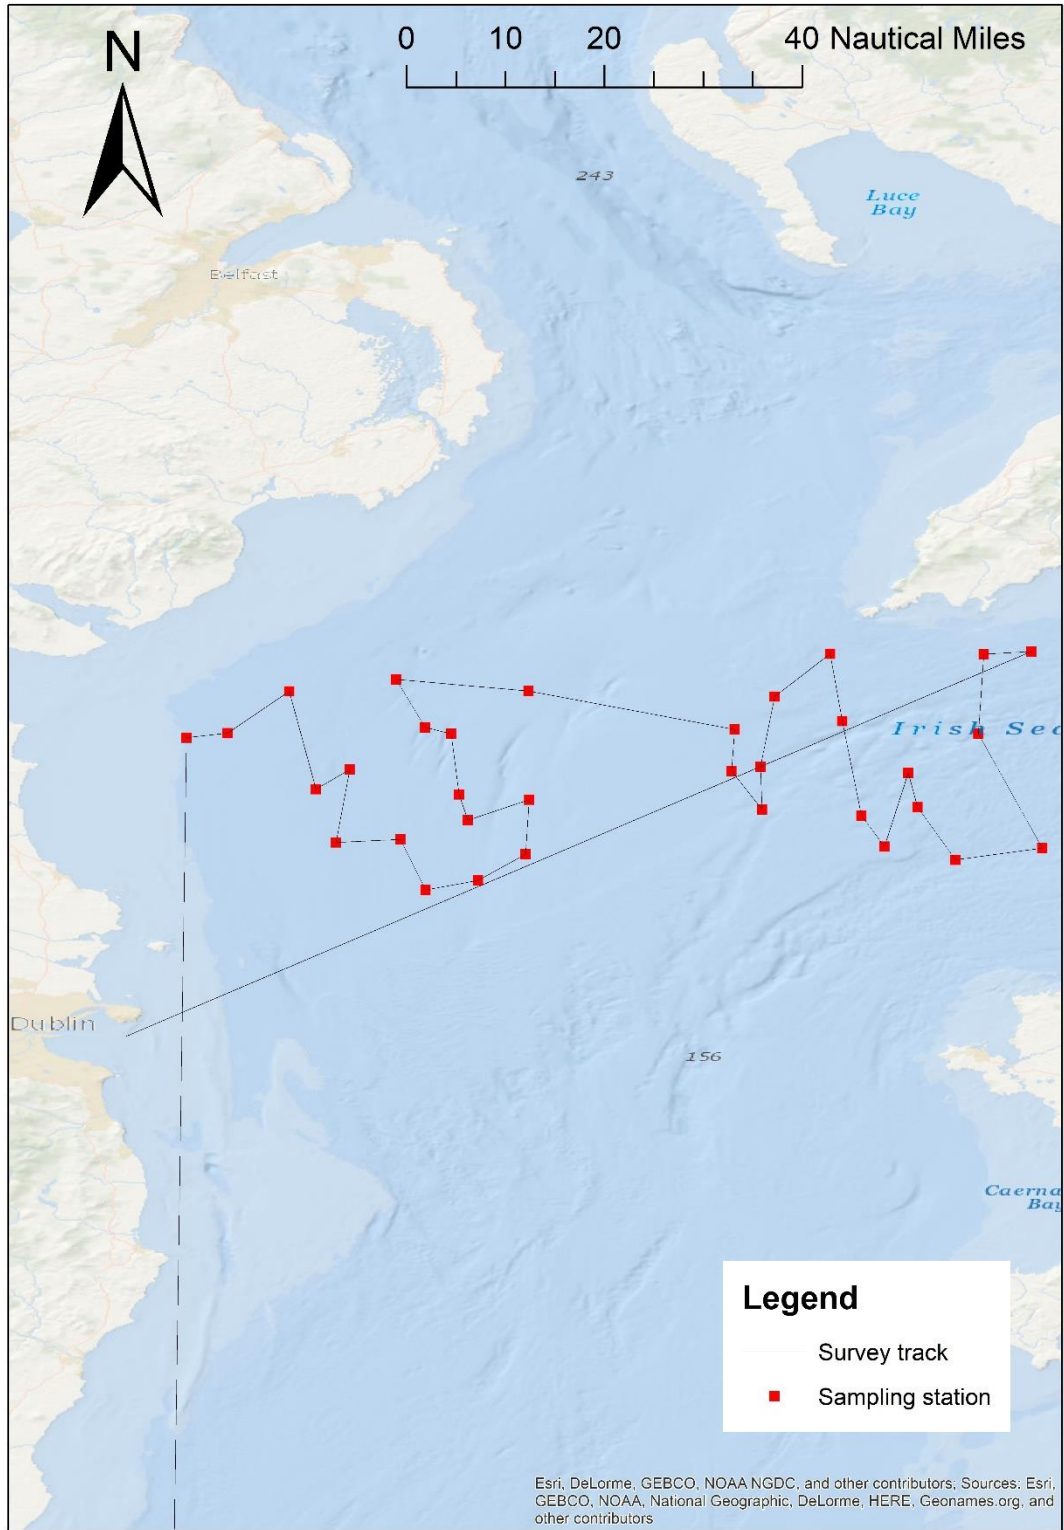 N
0 10 20 40 Nautical Miles
243
Luce
Bay
Belfast
Irish Sea
Dublin
156
Caerna
Bay
Legend
Survey track
Sampling station
Esri, DeLorme, GEBCO, NOAA NGDC, and other contributors; Sources: Esri,
GEBCO, NOAA, National Geographic, DeLorme, HERE, Geonames.org, and
other contributors